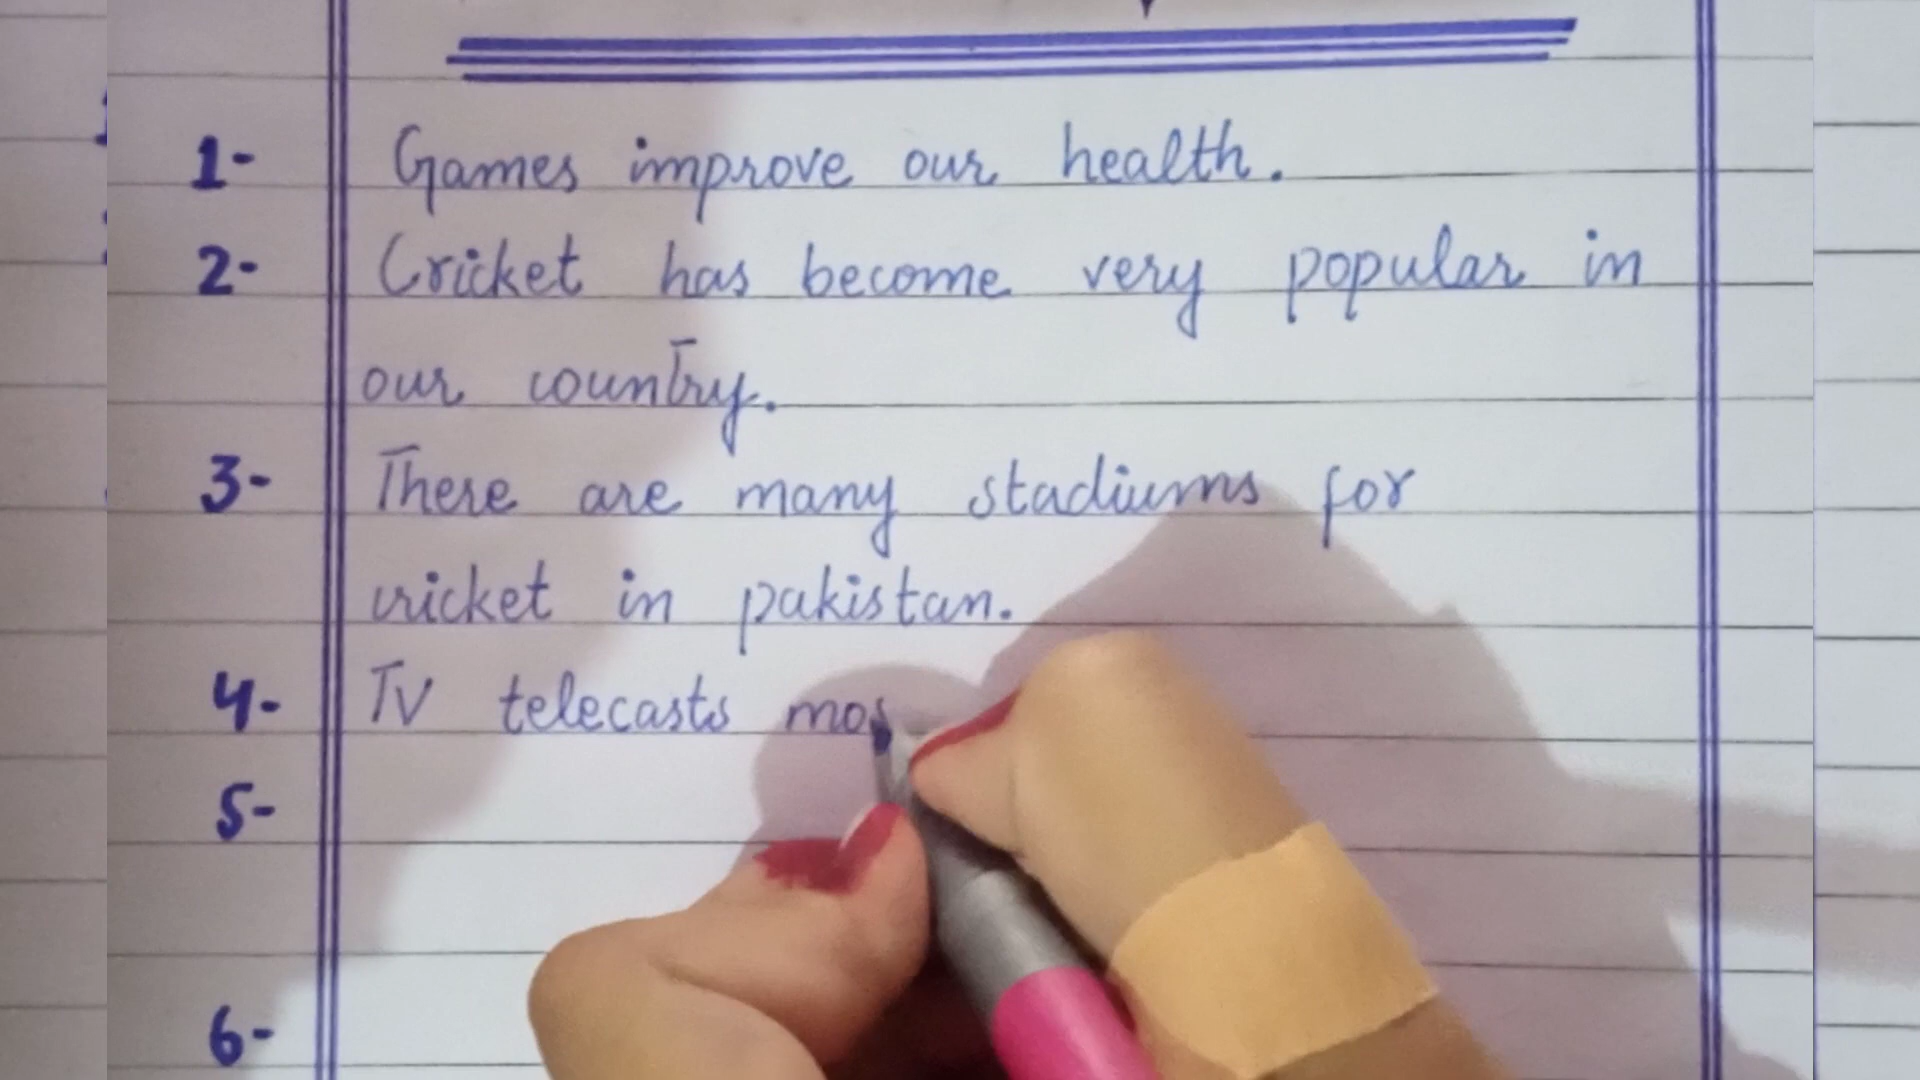 1- Games improve our health.
2- Cricket has become very popular in
our country.
3- There are many stadiums for
cricket in pakistan.
4- TV telecasts mos
5-
6-